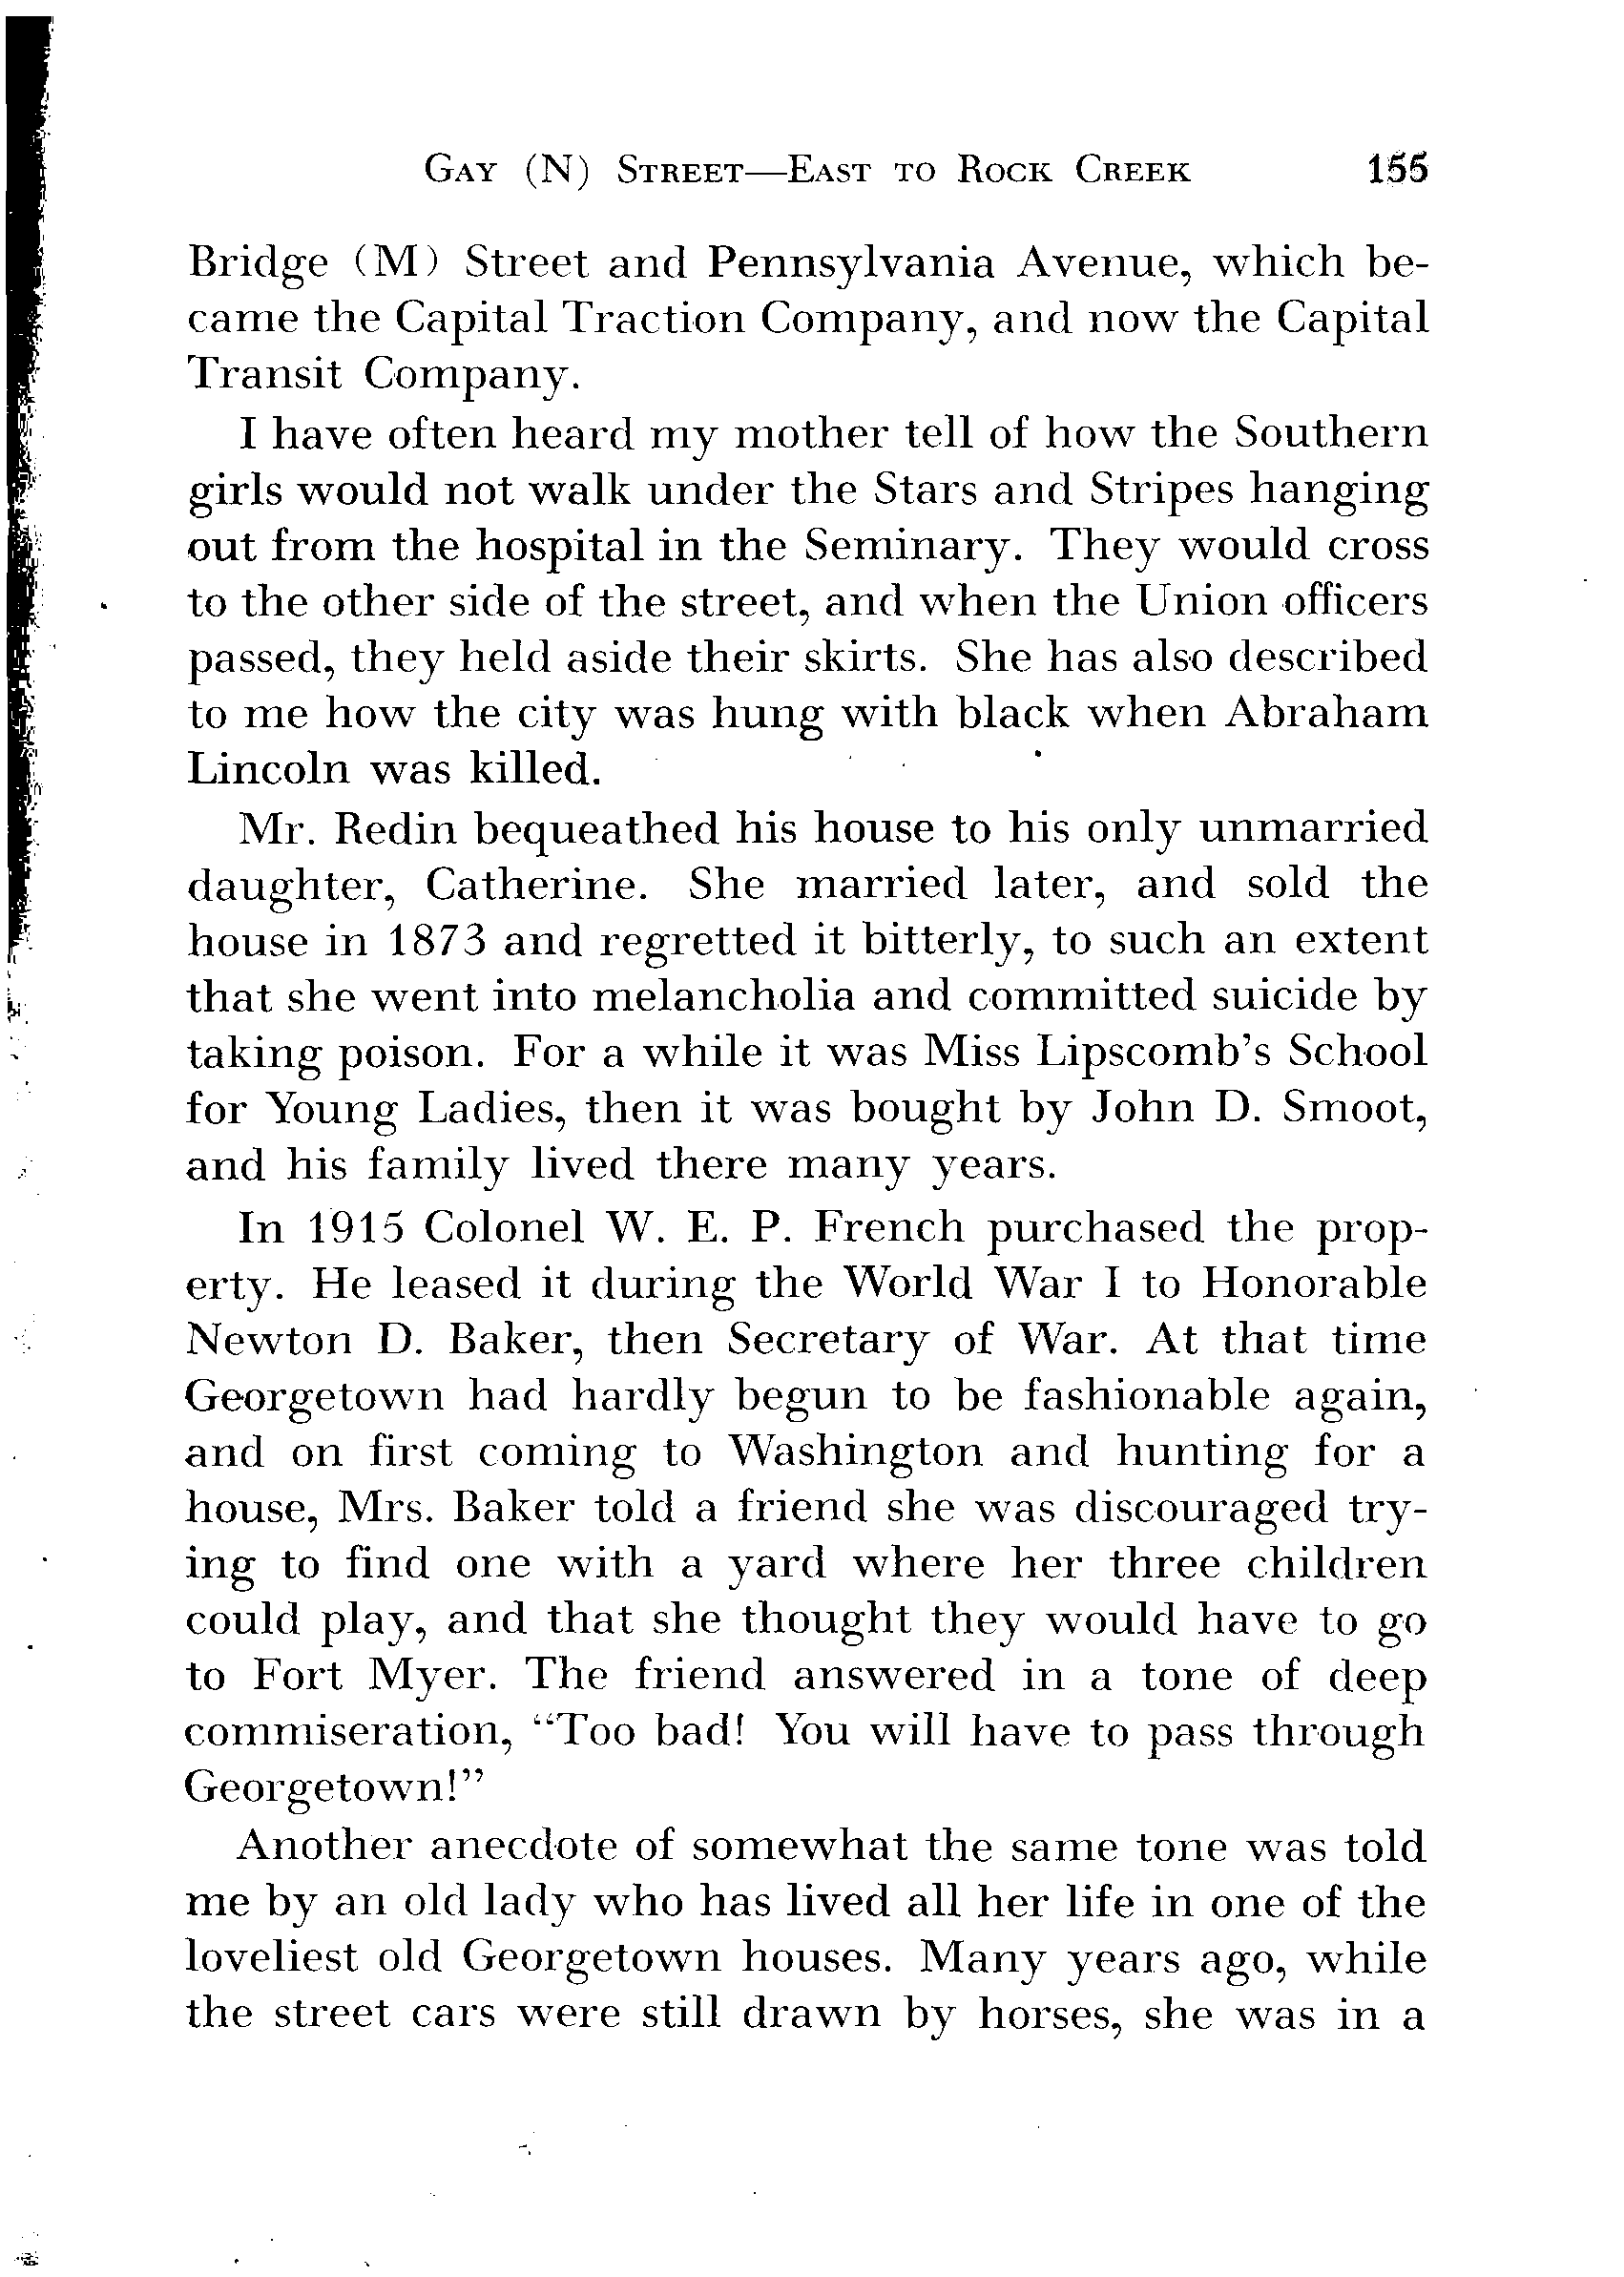 Gay (N) Street—East to Rock Creek 155
Bridge (M) Street and Pennsylvania Avenue, which be-
came the Capital Traction Company, and now the Capital
Transit Company.
I have often heard my mother tell of how the Southern
girls would not walk under the Stars and Stripes hanging
out from the hospital in the Seminary. They would cross
to the other side of the street, and when the Union officers
passed, they held aside their skirts. She has also described
to me how the city was hung with black when Abraham
Lincoln was killed.
Mr. Redin bequeathed his house to his only unmarried
daughter, Catherine. She married later, and sold the
house in 1873 and regretted it bitterly, to such an extent
that she went into melancholia and committed suicide by
taking poison. For a while it was Miss Lipscomb's School
for Young Ladies, then it was bought by John D. Smoot,
and his family lived there many years.
In 1915 Colonel W. E. P. French purchased the prop-
erty. He leased it during the World War I to Honorable
Newton D. Baker, then Secretary of War. At that time
Georgetown had hardly begun to be fashionable again,
and on first coming to Washington and hunting for a
house, Mrs. Baker told a friend she was discouraged try-
ing to find one with a yard where her three children
could play, and that she thought they would have to go
to Fort Myer. The friend answered in a tone of deep
commiseration, “Too bad! You will have to pass through
Georgetown!”
Another anecdote of somewhat the same tone was told
me by an old lady who has lived all her life in one of the
loveliest old Georgetown houses. Many years ago, while
the street cars were still drawn by horses, she was in a